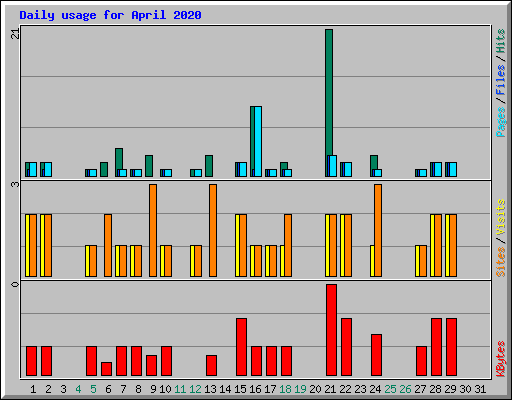 Daily usage for April 2020
21
Pages / Files / Hits
3
Sites / Visits
0
KBytes
1 2 3 4 5 6 7 8 9 10 11 12 13 14 15 16 17 18 19 20 21 22 23 24 25 26 27 28 29 30 31